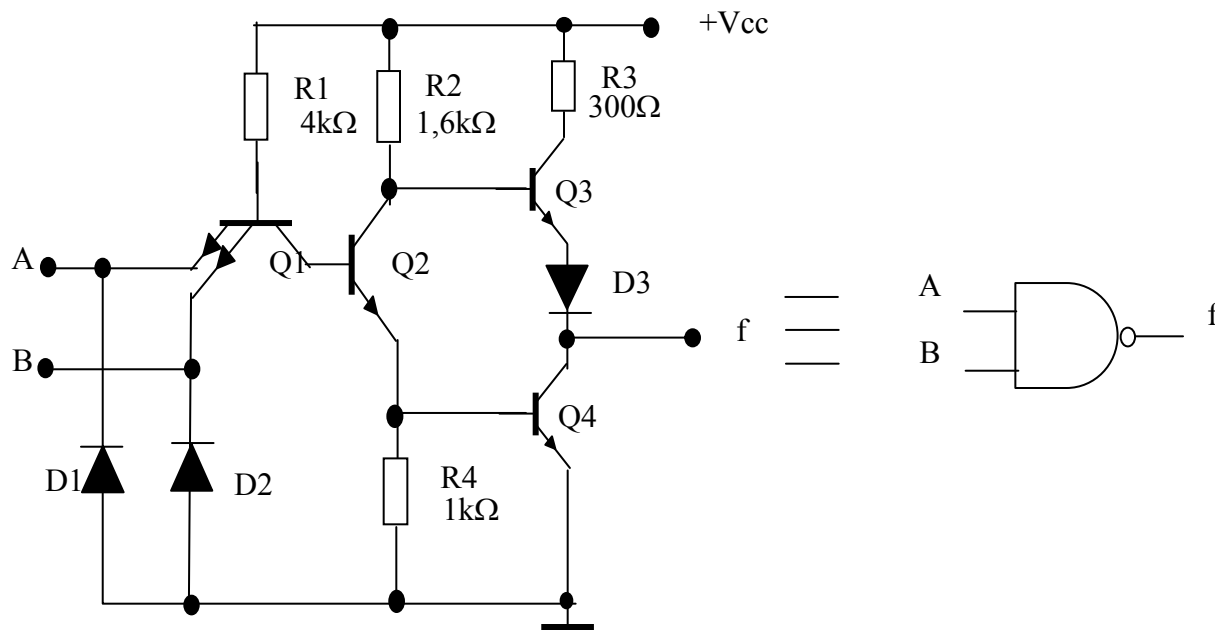 +Vcc
R1
4kΩ
R2
1,6kΩ
R3
300Ω
Q3
A
Q1
Q2
D3
A
f
f
B
B
Q4
D1
D2
R4
1kΩ